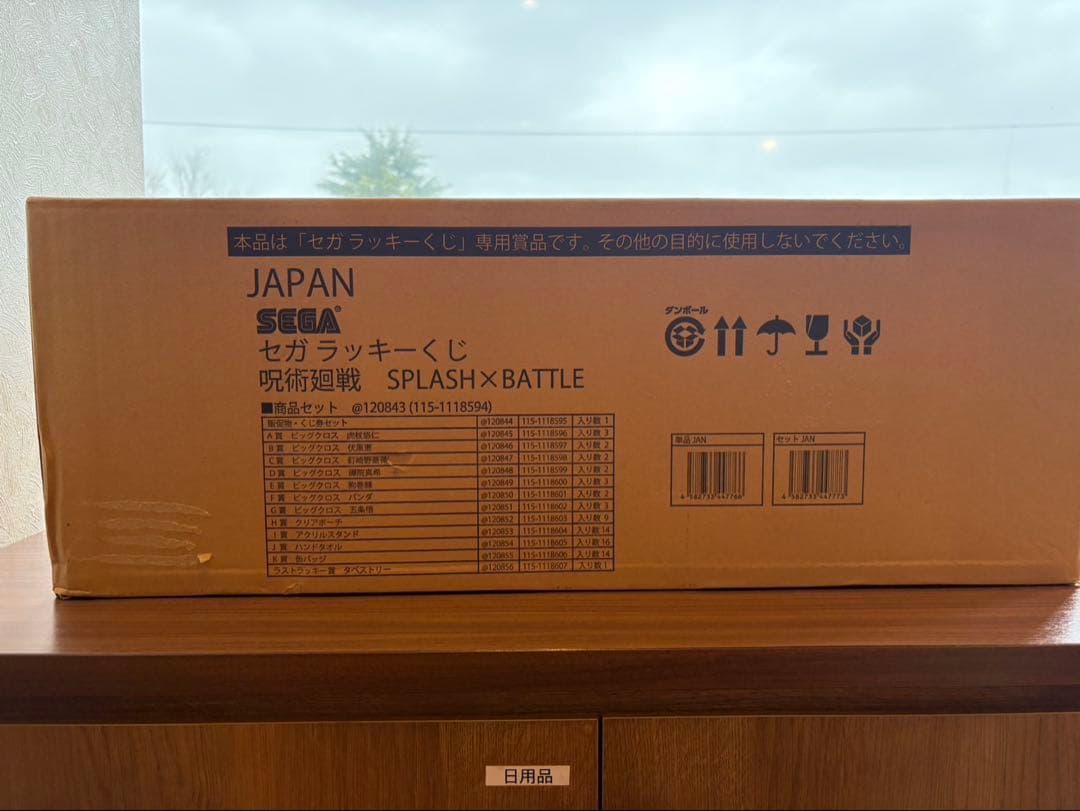 本品は「セガ ラッキーくじ」専用賞品です。その他の目的に使用しないでください。
JAPAN
SEGA®
セガ ラッキーくじ
呪術廻戦 SPLASH×BATTLE
■商品セット @120843 (115-1118594)
販促物・くじ券セット @120844 115-1118595 入り数 1
A賞 ビッグクロス 虎杖悠仁 @120845 115-1118596 入り数 3
B賞 ビッグクロス 伏黒恵 @120846 115-1118597 入り数 2
C賞 ビッグクロス 釘崎野薔薇 @120847 115-1118598 入り数 2
D賞 ビッグクロス 禪院真希 @120848 115-1118599 入り数 2
E賞 ビッグクロス 狗巻棘 @120849 115-1118600 入り数 3
F賞 ビッグクロス パンダ @120850 115-1118601 入り数 2
G賞 ビッグクロス 五条悟 @120851 115-1118602 入り数 3
H賞 クリアポーチ @120852 115-1118603 入り数 9
I賞 アクリルスタンド @120853 115-1118604 入り数 14
J賞 ハンドタオル @120854 115-1118605 入り数 16
K賞 缶バッジ @120855 115-1118606 入り数 14
ラストラッキー賞 タペストリー @120856 115-1118607 入り数 1
ダンボール
単品 JAN
4 582733 447766
セット JAN
4 582733 447773
日用品